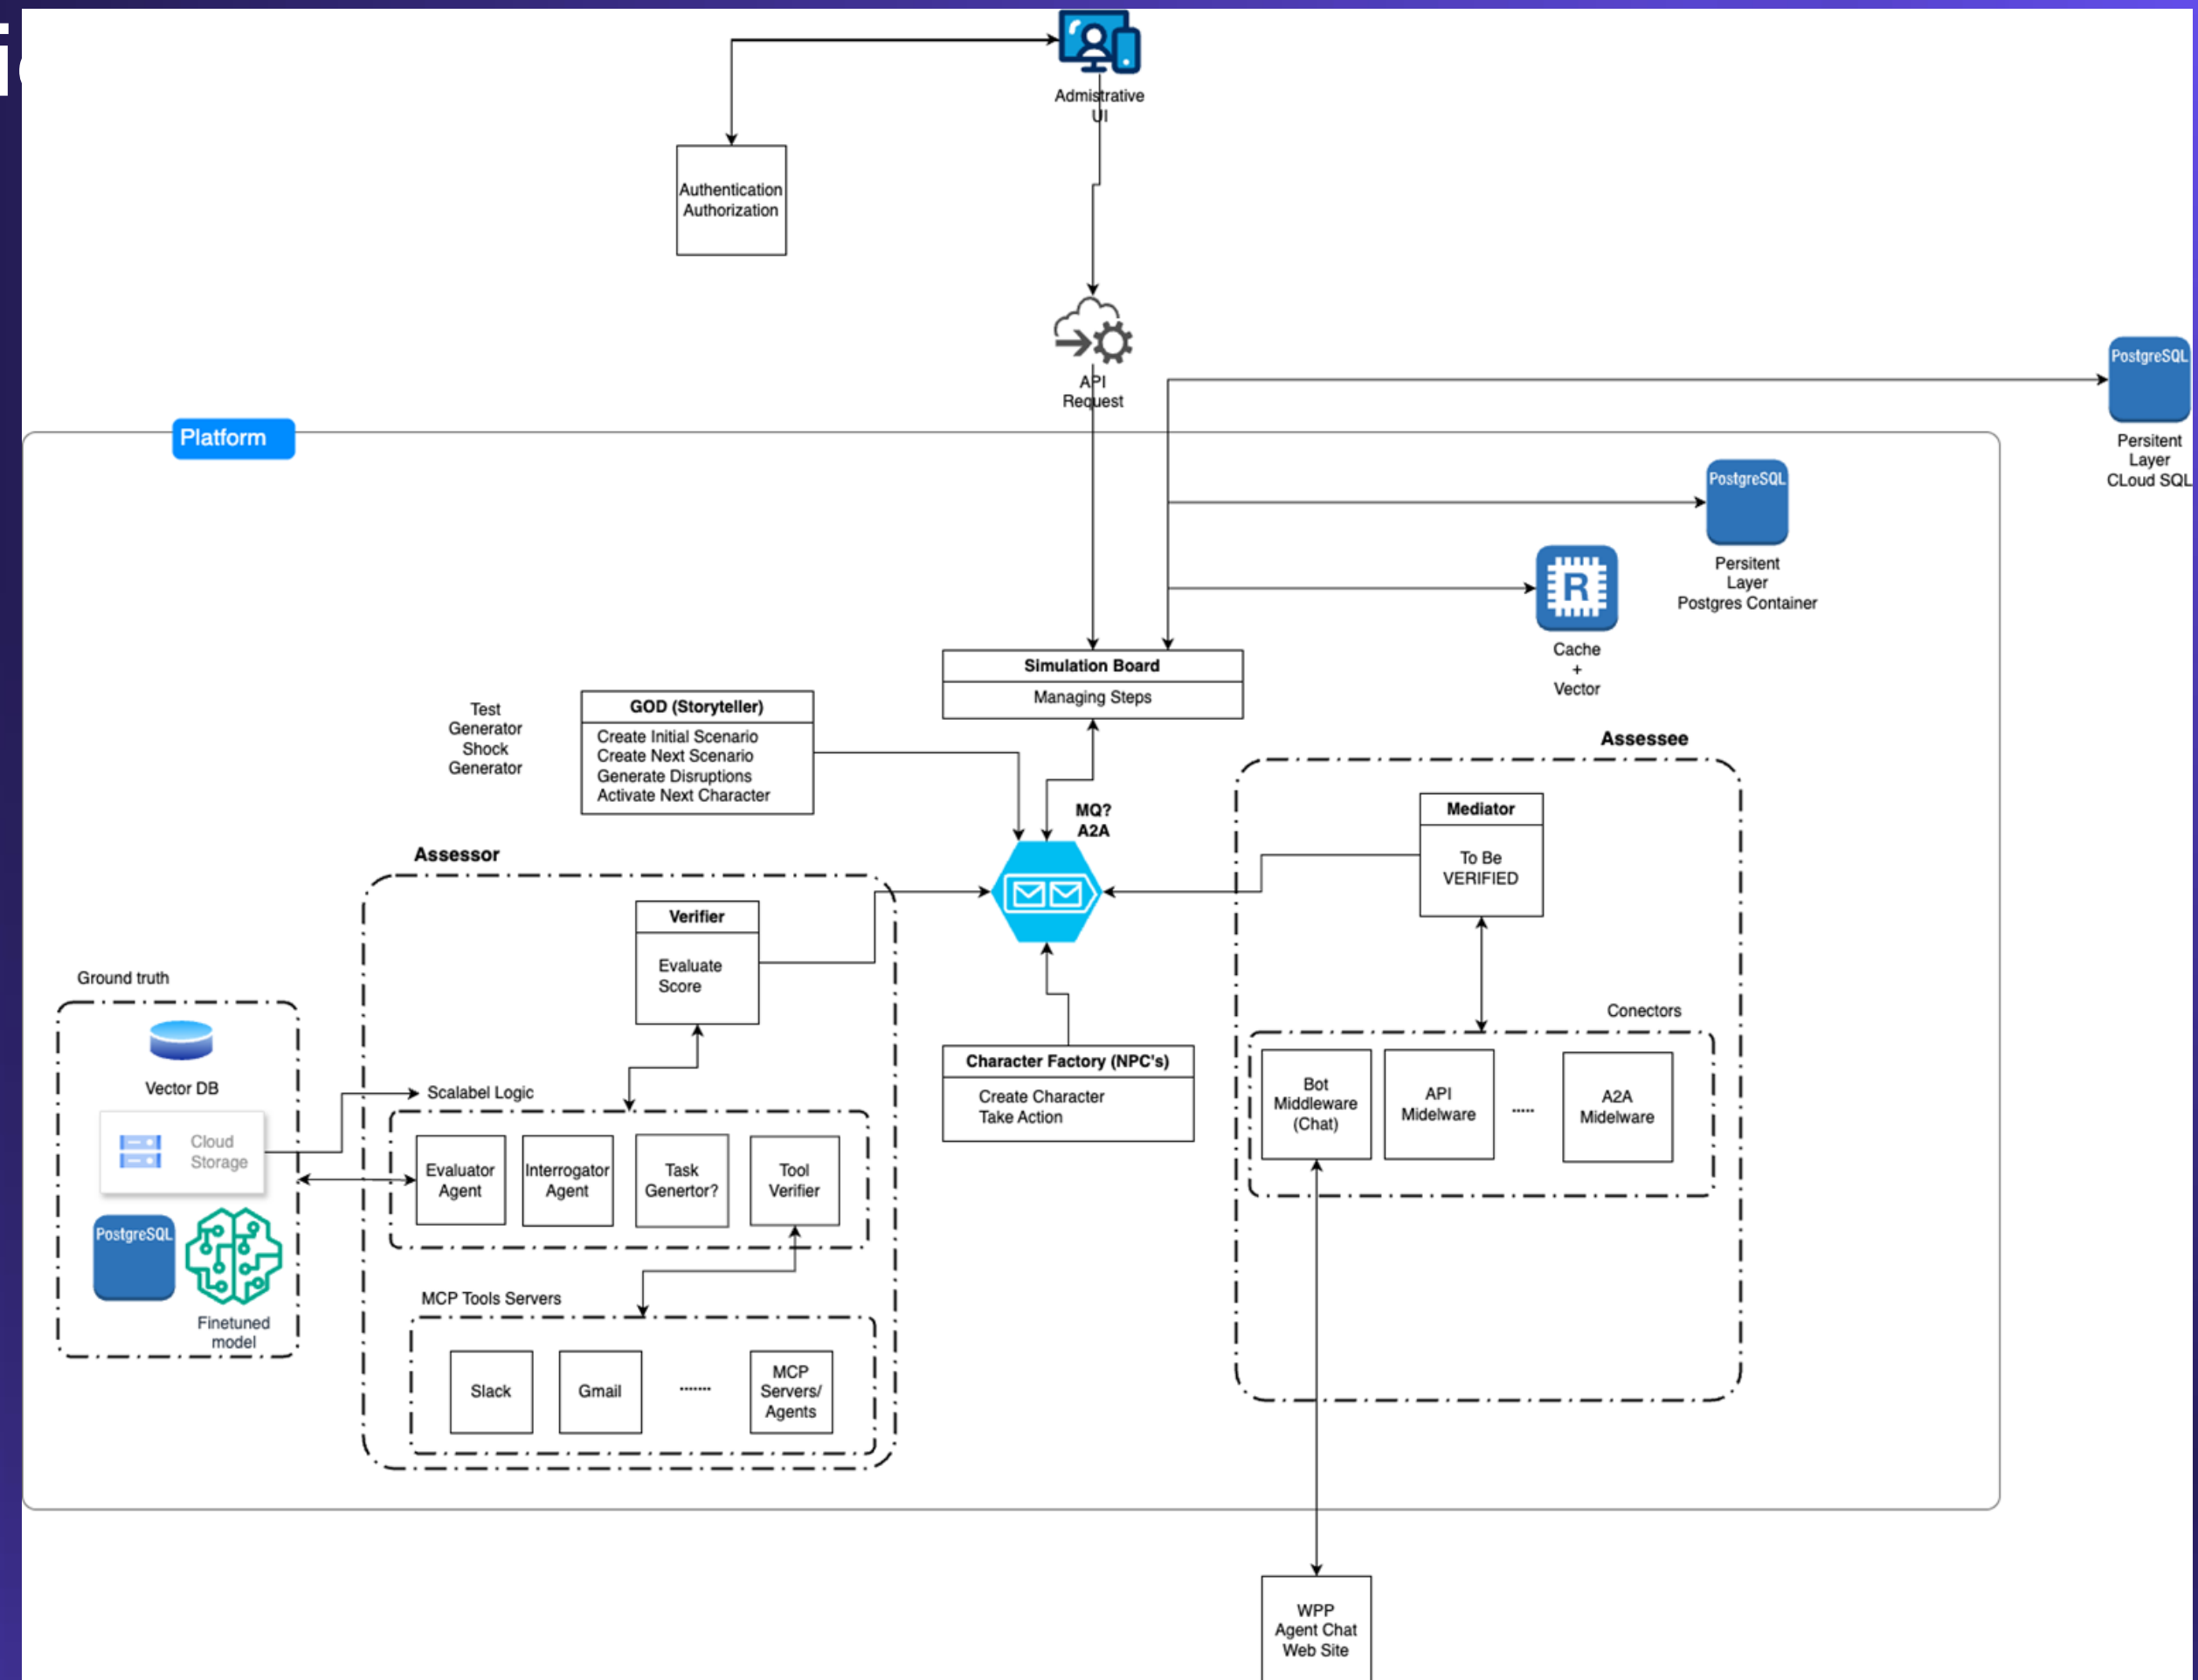 Admistrative
UI
Authentication
Authorization
API
Request
PostgreSQL
Persitent
Layer
CLoud SQL
Platform
PostgreSQL
Persitent
Layer
Postgres Container
R
Cache
+
Vector
Simulation Board
Managing Steps
Test
Generator
Shock
Generator
GOD (Storyteller)
Create Initial Scenario
Create Next Scenario
Generate Disruptions
Activate Next Character
MQ?
A2A
Assessee
Mediator
To Be
VERIFIED
Assessor
Verifier
Evaluate
Score
Ground truth
Vector DB
Cloud
Storage
PostgreSQL
Finetuned
model
Scalabel Logic
Evaluator
Agent
Interrogator
Agent
Task
Genertor?
Tool
Verifier
MCP Tools Servers
Slack
Gmail
.......
MCP
Servers/
Agents
Character Factory (NPC's)
Create Character
Take Action
Conectors
Bot
Middleware
(Chat)
API
Midelware
.....
A2A
Midelware
WPP
Agent Chat
Web Site